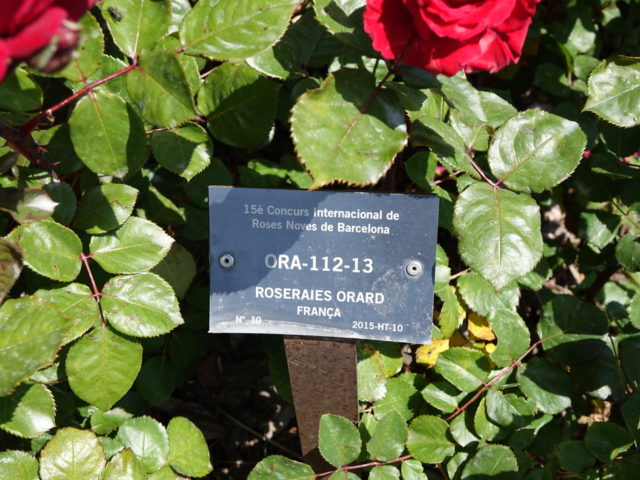 15è Concurs Internacional de
Roses Noves de Barcelona
ORA-112-13
ROSERAIES ORARD
FRANÇA
Nº 10 2015-HT-10